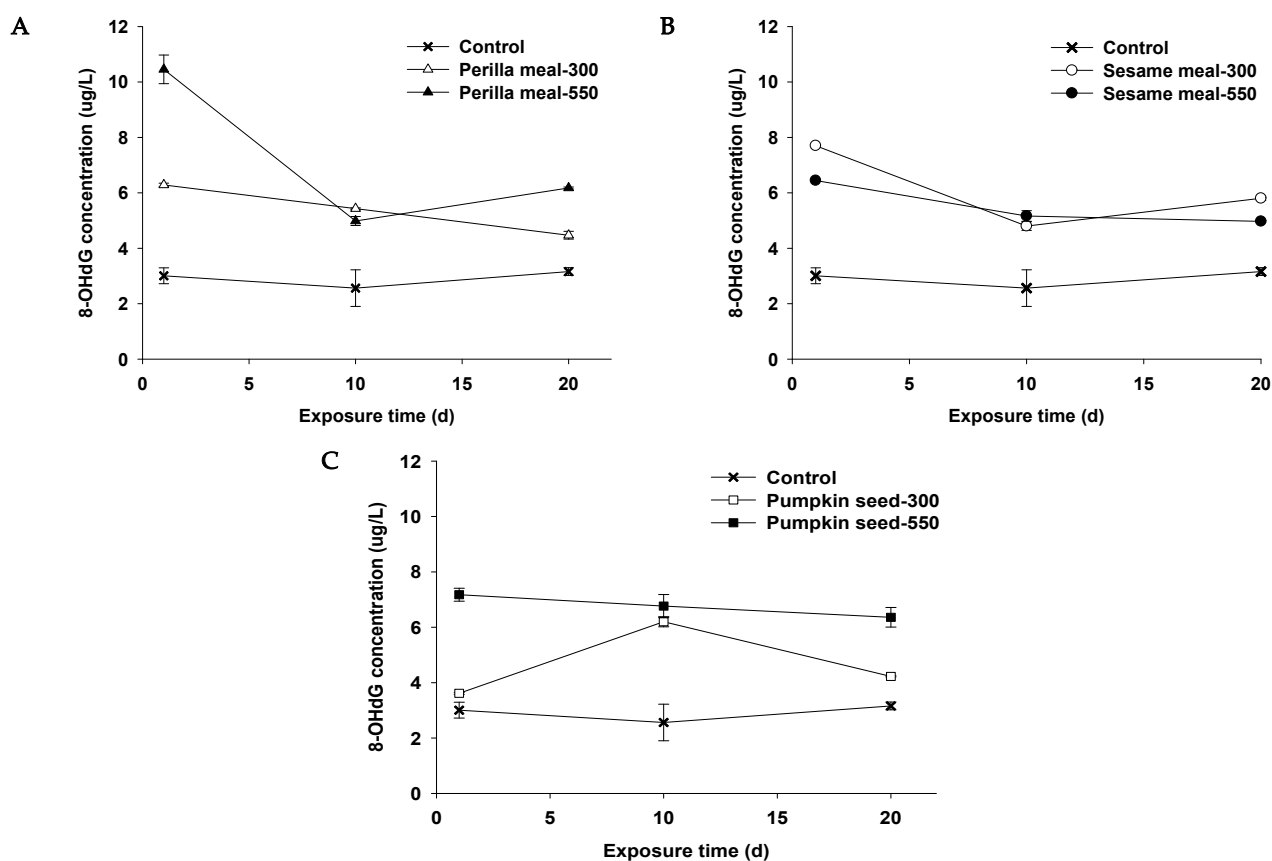 A
8-OHdG concentration (ug/L)
12
10
8
6
4
2
0
Control
Perilla meal-300
Perilla meal-550
0 5 10 15 20
Exposure time (d)
B
8-OHdG concentration (ug/L)
12
10
8
6
4
2
0
Control
Sesame meal-300
Sesame meal-550
0 5 10 15 20
Exposure time (d)
C
8-OHdG concentration (ug/L)
12
10
8
6
4
2
0
Control
Pumpkin seed-300
Pumpkin seed-550
0 5 10 15 20
Exposure time (d)